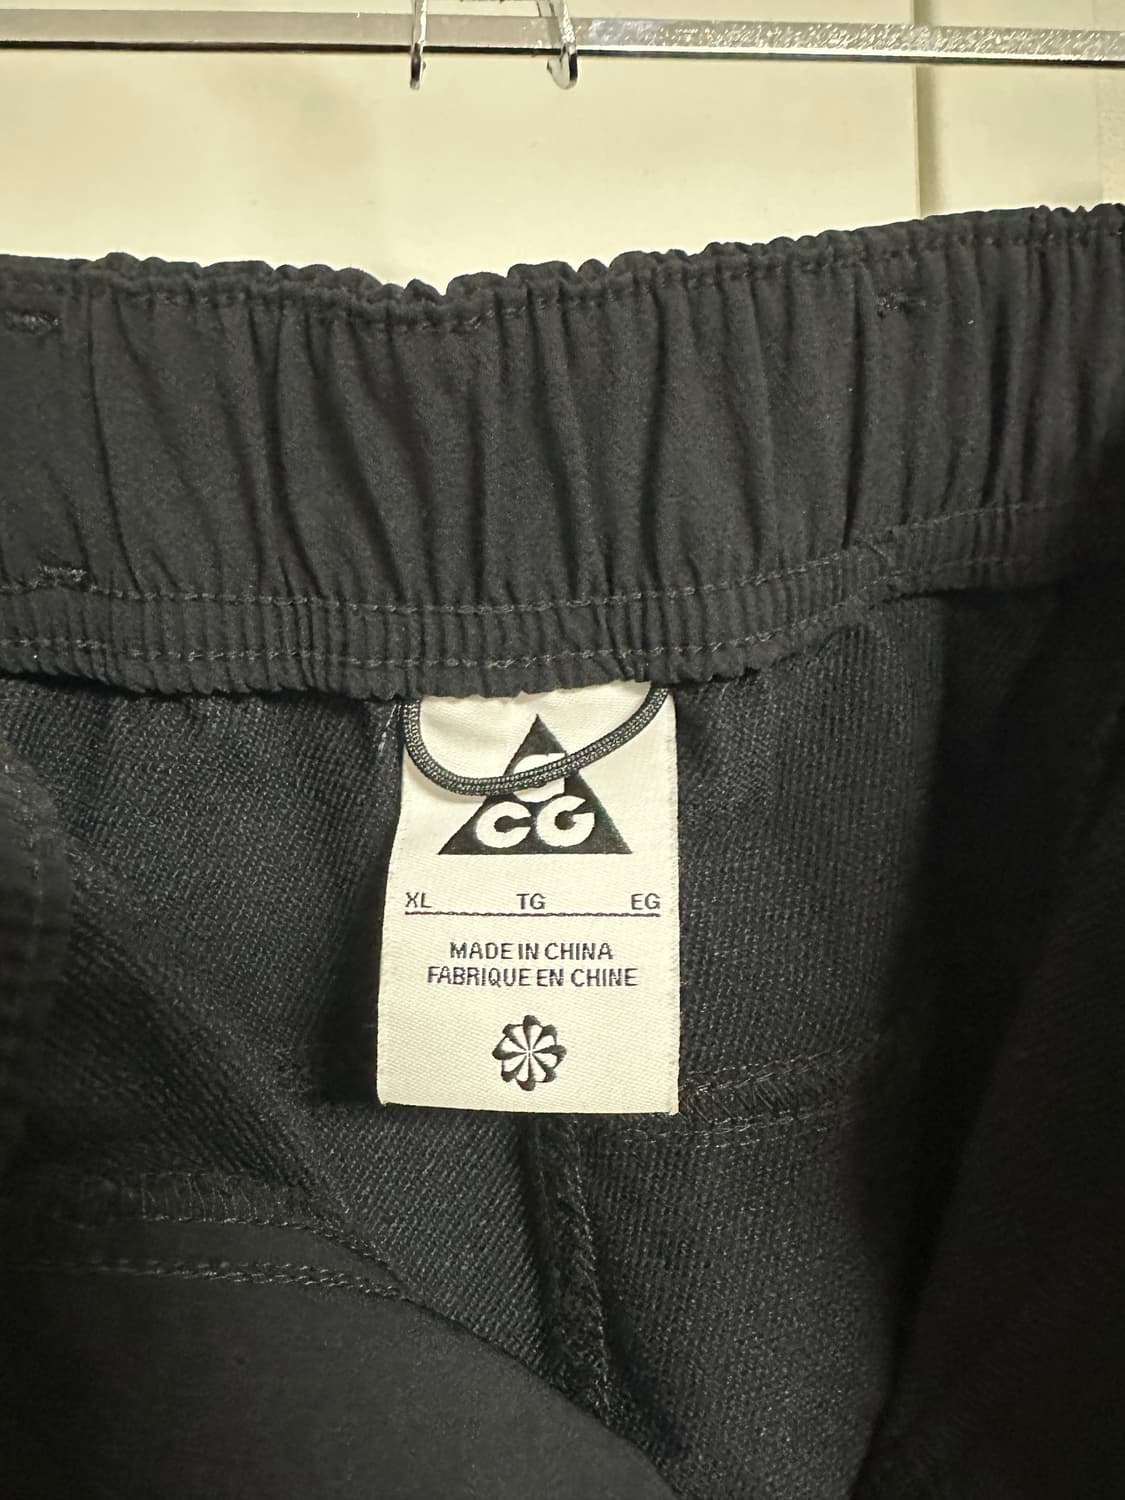 A
CG
XL TG EG
MADE IN CHINA
FABRIQUE EN CHINE